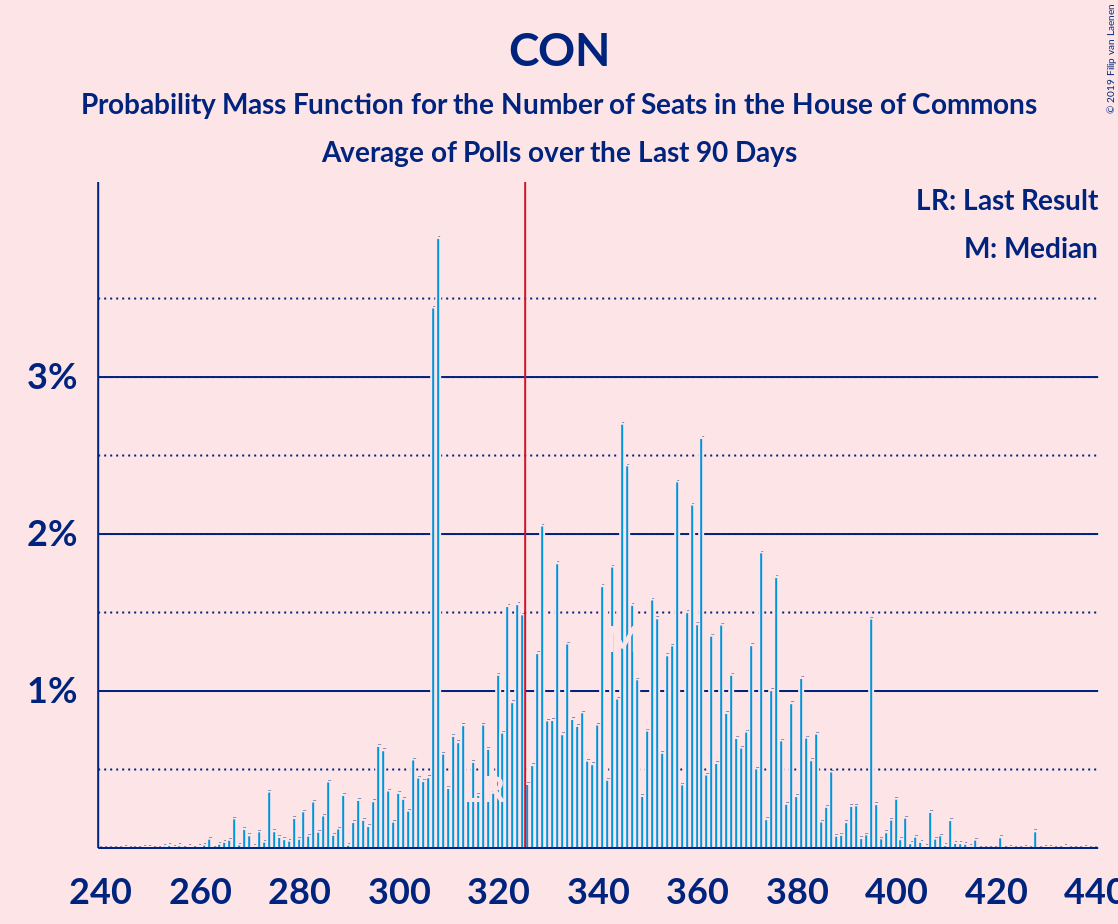 CON
Probability Mass Function for the Number of Seats in the House of Commons
Average of Polls over the Last 90 Days
© 2019 Filip van Laenen
LR: Last Result
M: Median
3%
2%
1%
LR
M
240 260 280 300 320 340 360 380 400 420 440